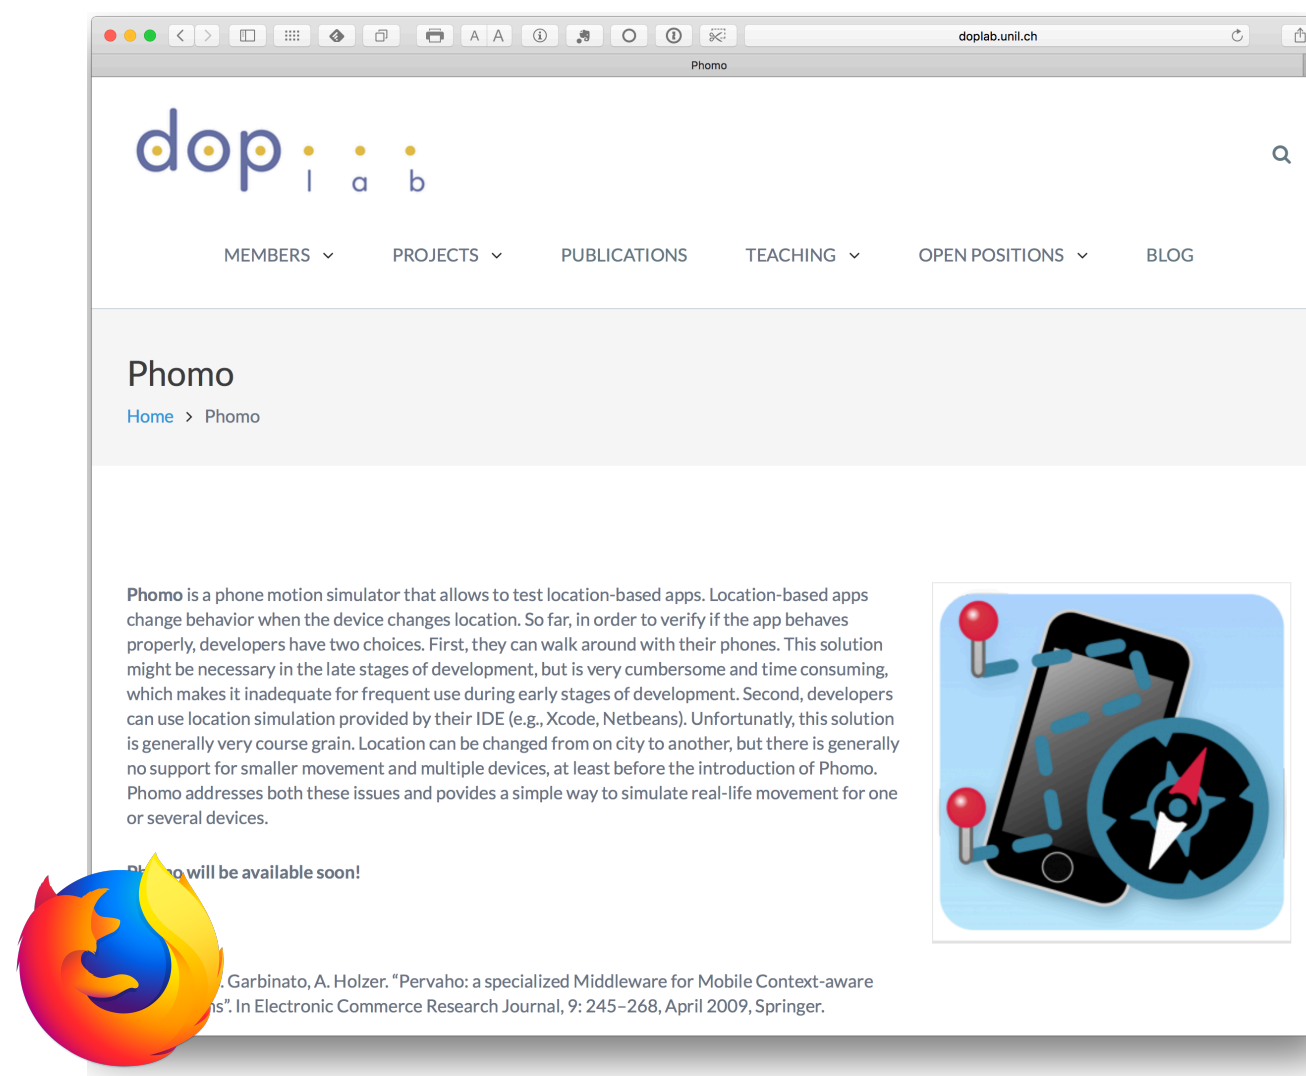 A A doplab.unil.ch
Phomo
dop
lab
MEMBERS PROJECTS PUBLICATIONS TEACHING OPEN POSITIONS BLOG
Phomo
Home > Phomo
Phomo is a phone motion simulator that allows to test location-based apps. Location-based apps
change behavior when the device changes location. So far, in order to verify if the app behaves
properly, developers have two choices. First, they can walk around with their phones. This solution
might be necessary in the late stages of development, but is very cumbersome and time consuming,
which makes it inadequate for frequent use during early stages of development. Second, developers
can use location simulation provided by their IDE (e.g., Xcode, Netbeans). Unfortunatly, this solution
is generally very course grain. Location can be changed from on city to another, but there is generally
no support for smaller movement and multiple devices, at least before the introduction of Phomo.
Phomo addresses both these issues and povides a simple way to simulate real-life movement for one
or several devices.
Phomo will be available soon!
. Garbinato, A. Holzer. “Pervaho: a specialized Middleware for Mobile Context-aware
”. In Electronic Commerce Research Journal, 9: 245–268, April 2009, Springer.